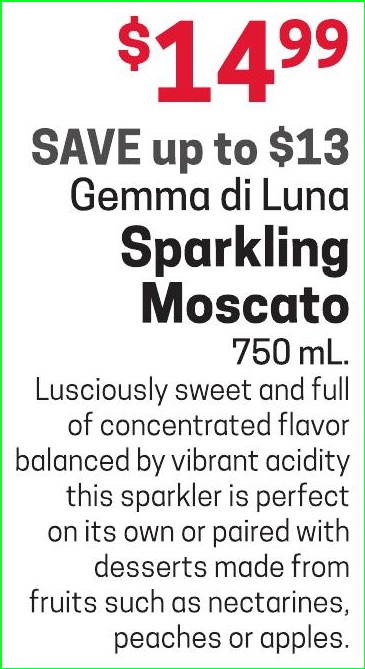 $14.99
SAVE up to $13
Gemma di Luna
Sparkling
Moscato
750 mL.
Lusciously sweet and full
of concentrated flavor
balanced by vibrant acidity
this sparkler is perfect
on its own or paired with
desserts made from
fruits such as nectarines,
peaches or apples.